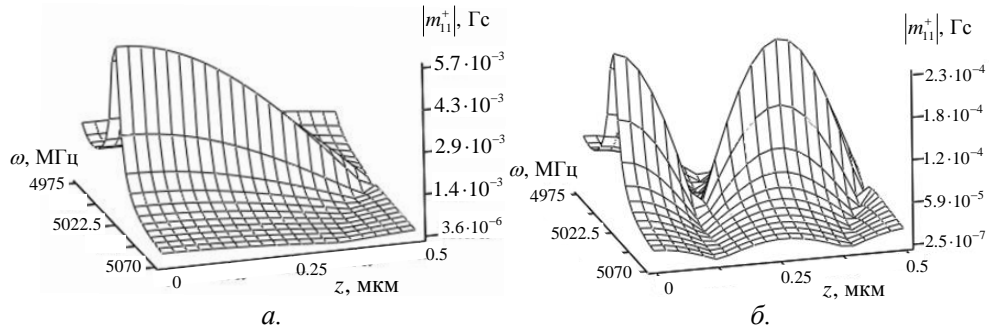 |m₁₁⁺|, Гс
5.7·10⁻³
4.3·10⁻³
2.9·10⁻³
1.4·10⁻³
3.6·10⁻⁶
ω, МГц
4975
5022.5
5070
0
0.25
0.5
z, мкм
а.
|m₁₁⁺|, Гс
2.3·10⁻⁴
1.8·10⁻⁴
1.2·10⁻⁴
5.9·10⁻⁵
2.5·10⁻⁷
ω, МГц
4975
5022.5
5070
0
0.25
0.5
z, мкм
б.